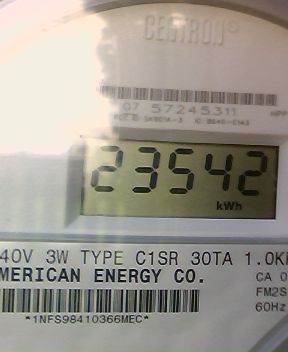 CENTRON®
07 57245311
23542
kWh
40V 3W TYPE C1SR 30TA 1.0K
MERICAN ENERGY CO.
CA 0
FM2S
60Hz
*1NFS98410366MEC*